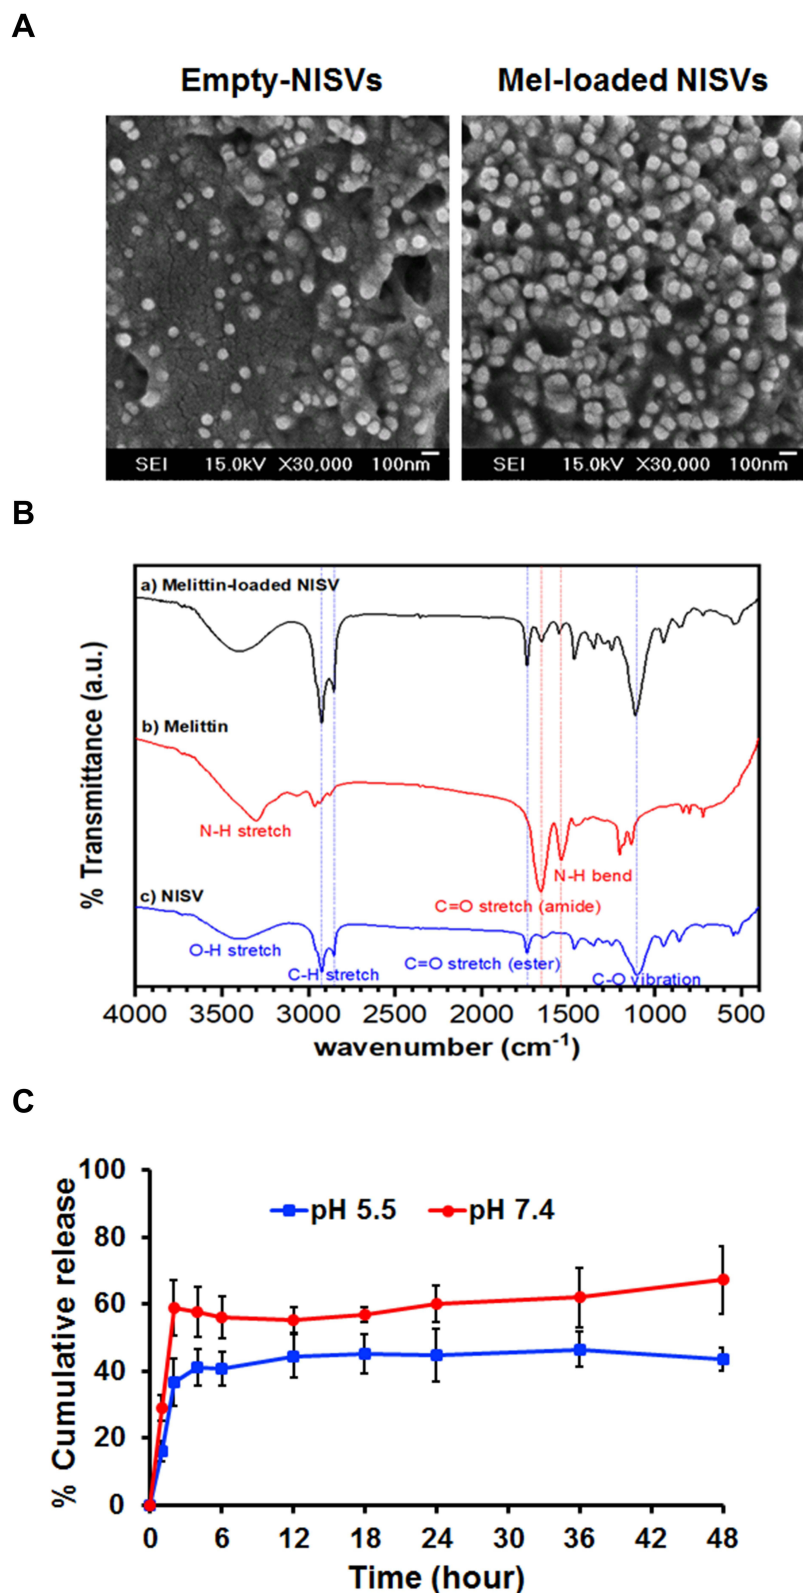 A
Empty-NISVs
Mel-loaded NISVs
SEI 15.0kV X30,000 100nm
SEI 15.0kV X30,000 100nm
B
% Transmittance (a.u.)
a) Melittin-loaded NISV
b) Melittin
N-H stretch
N-H bend
C=O stretch (amide)
c) NISV
O-H stretch
C-H stretch
C=O stretch (ester)
C-O vibration
4000 3500 3000 2500 2000 1500 1000 500
wavenumber (cm⁻¹)
C
% Cumulative release
100
80
60
40
20
0
pH 5.5
pH 7.4
0 6 12 18 24 30 36 42 48
Time (hour)